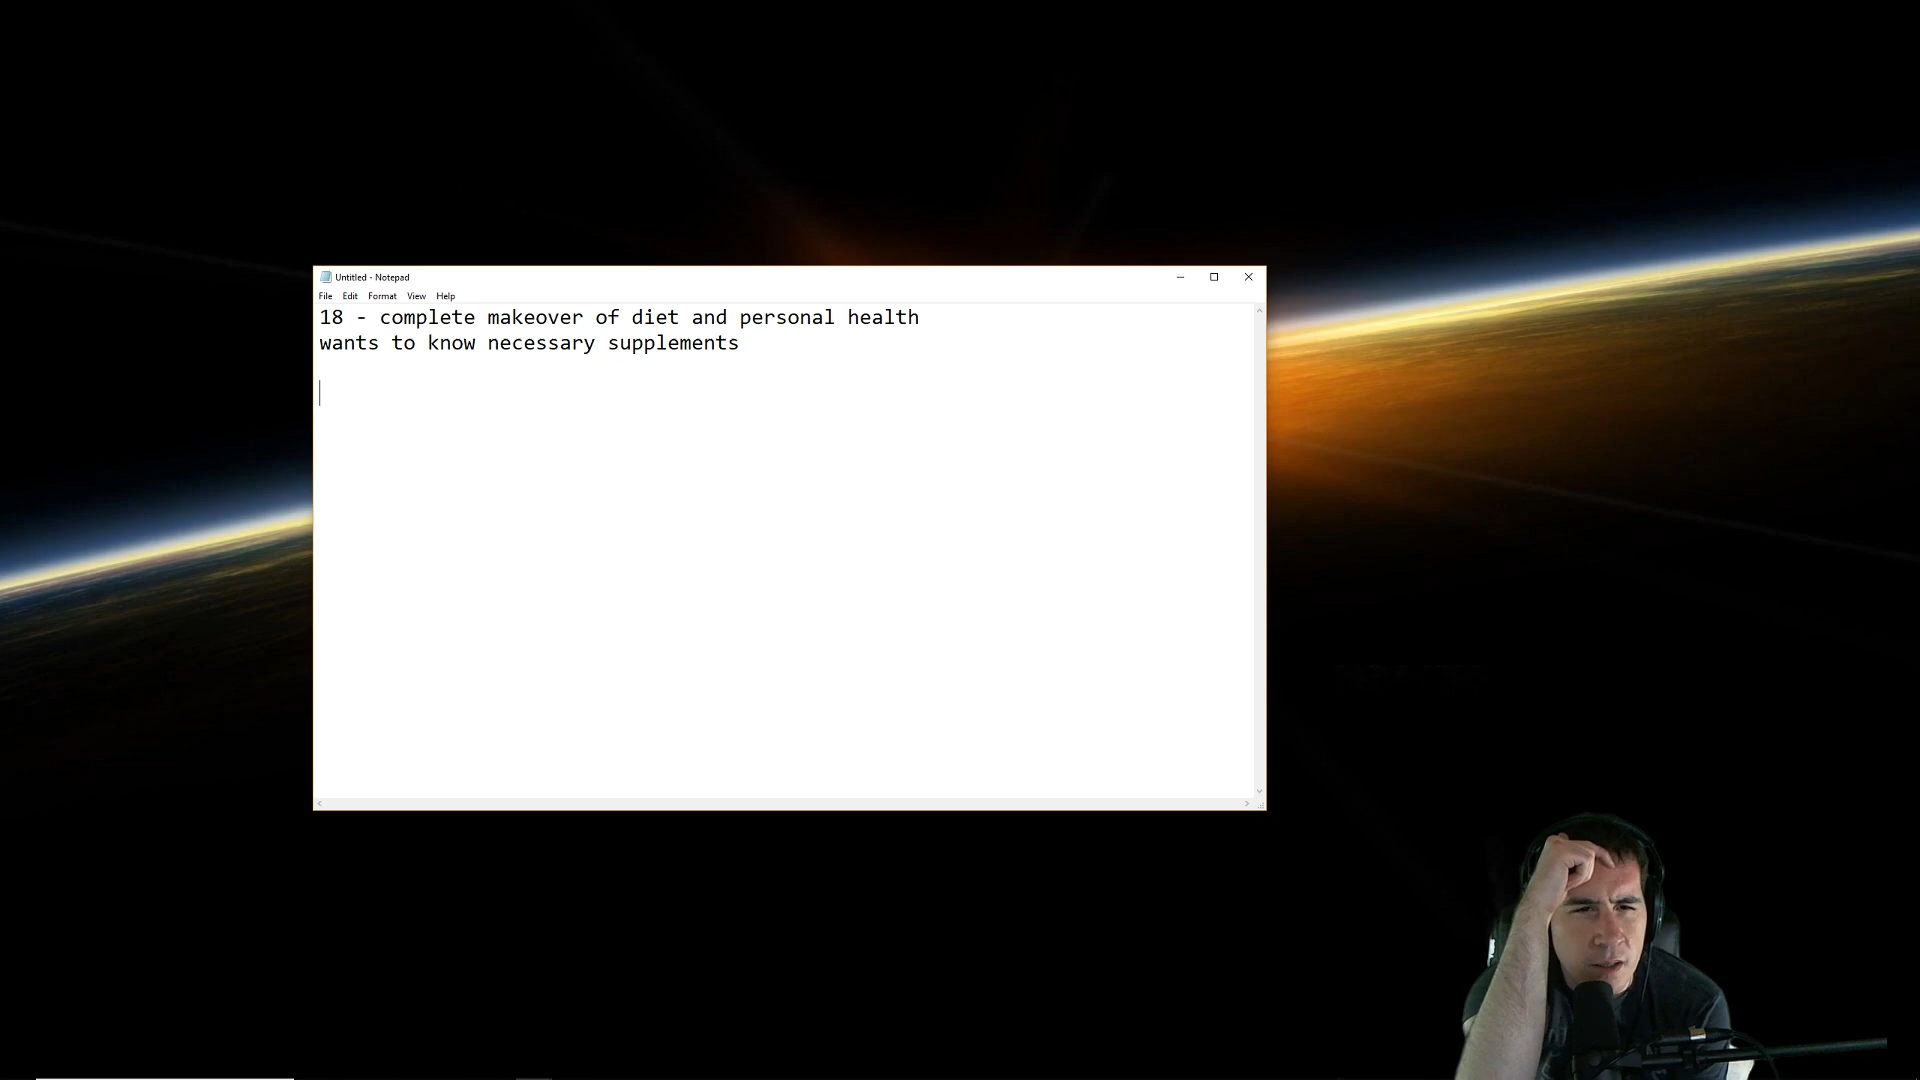 Untitled - Notepad
File Edit Format View Help
18 - complete makeover of diet and personal health
wants to know necessary supplements